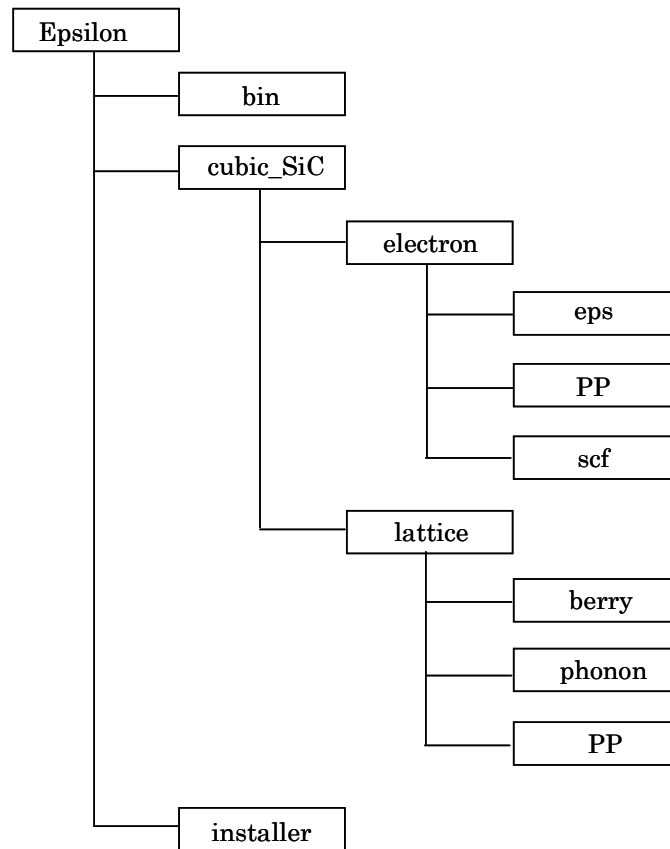 Epsilon
bin
cubic_SiC
electron
eps
PP
scf
lattice
berry
phonon
PP
installer